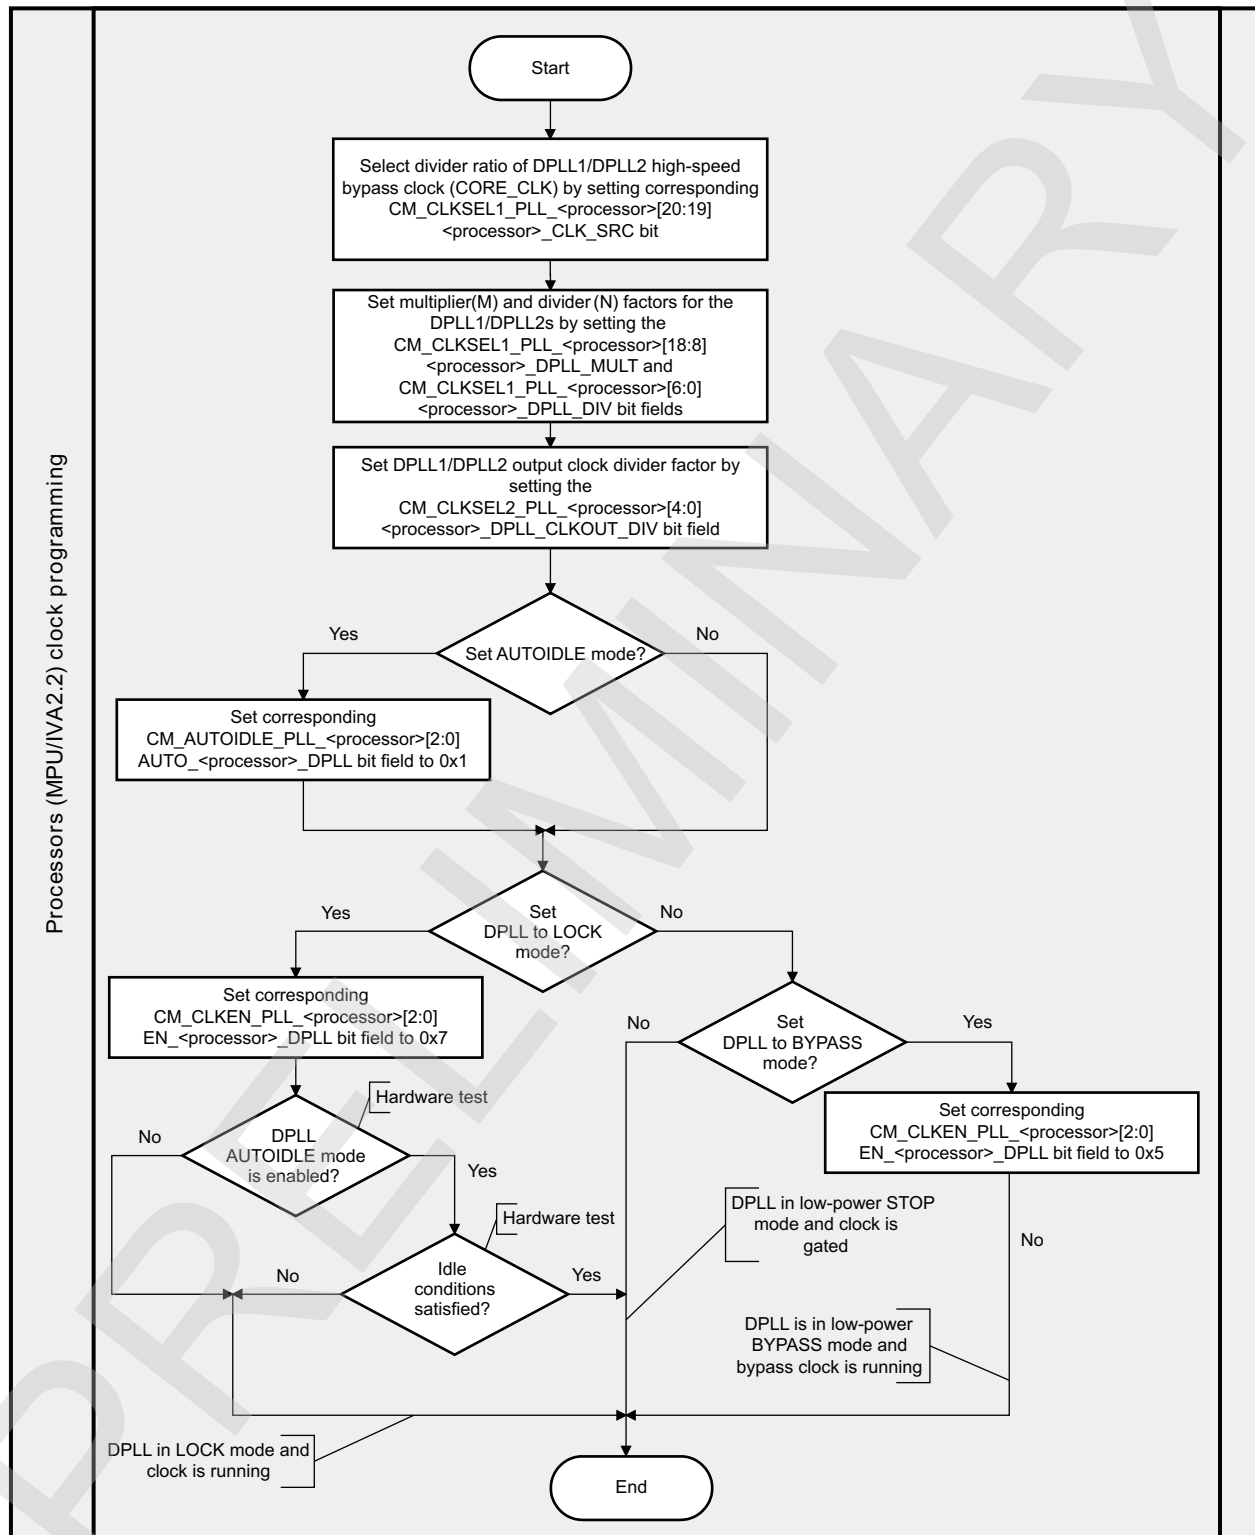 Processors (MPU/IVA2.2) clock programming
Start
Select divider ratio of DPLL1/DPLL2 high-speed
bypass clock (CORE_CLK) by setting corresponding
CM_CLKSEL1_PLL_<processor>[20:19]
<processor>_CLK_SRC bit
Set multiplier(M) and divider (N) factors for the
DPLL1/DPLL2s by setting the
CM_CLKSEL1_PLL_<processor>[18:8]
<processor>_DPLL_MULT and
CM_CLKSEL1_PLL_<processor>[6:0]
<processor>_DPLL_DIV bit fields
Set DPLL1/DPLL2 output clock divider factor by
setting the
CM_CLKSEL2_PLL_<processor>[4:0]
<processor>_DPLL_CLKOUT_DIV bit field
Yes
No
Set AUTOIDLE mode?
Set corresponding
CM_AUTOIDLE_PLL_<processor>[2:0]
AUTO_<processor>_DPLL bit field to 0x1
Yes
No
Set
DPLL to LOCK
mode?
Set corresponding
CM_CLKEN_PLL_<processor>[2:0]
EN_<processor>_DPLL bit field to 0x7
No
Yes
Set
DPLL to BYPASS
mode?
Hardware test
Set corresponding
CM_CLKEN_PLL_<processor>[2:0]
EN_<processor>_DPLL bit field to 0x5
No
DPLL
AUTOIDLE mode
is enabled?
Yes
Hardware test
DPLL in low-power STOP
mode and clock is
gated
No
No
Idle
conditions
satisfied?
Yes
DPLL is in low-power
BYPASS mode and
bypass clock is running
DPLL in LOCK mode and
clock is running
End
PRELIMINARY